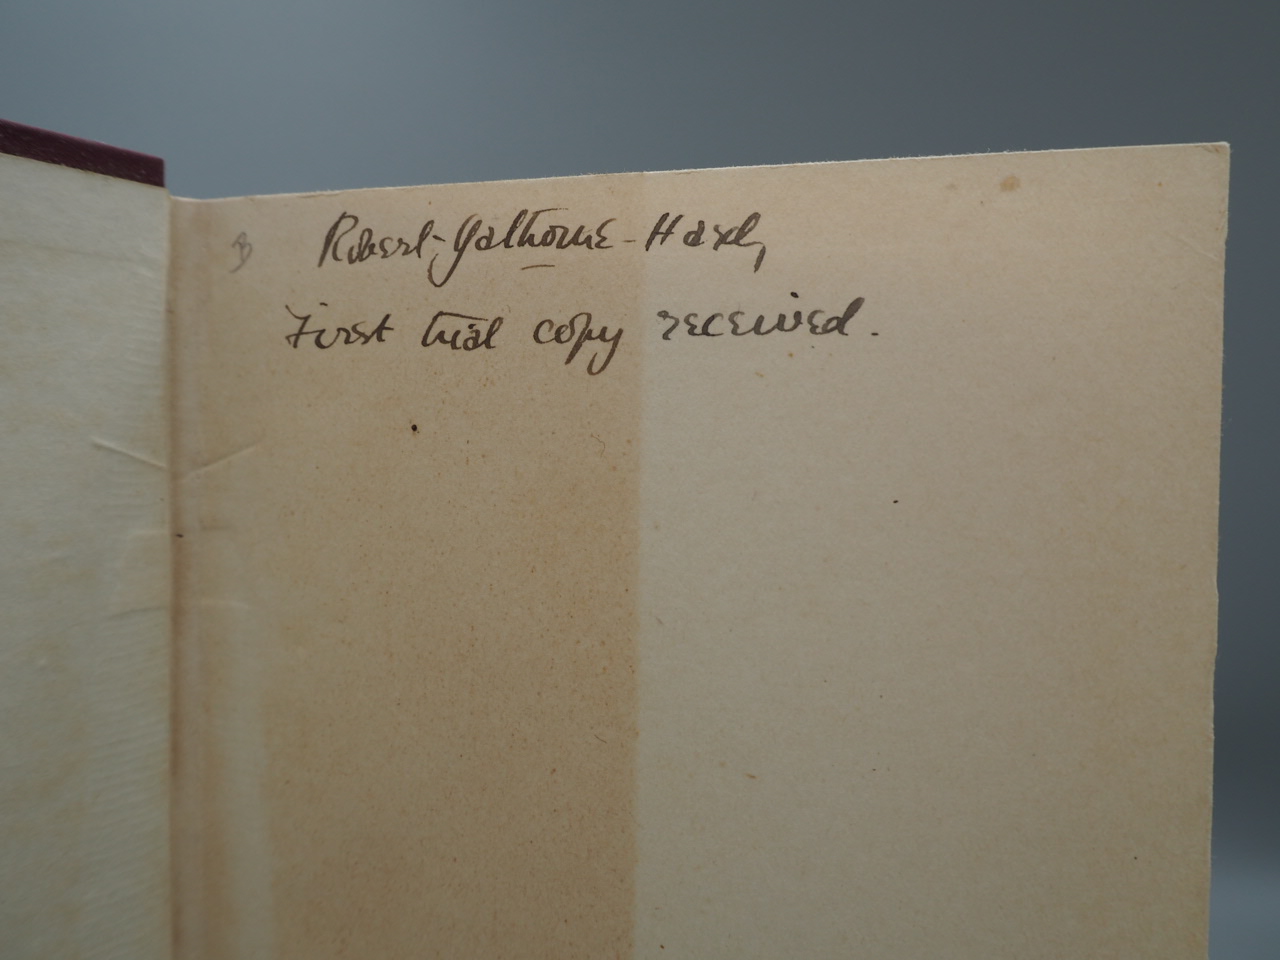 Robert Gathorne-Hardy
First trial copy received.